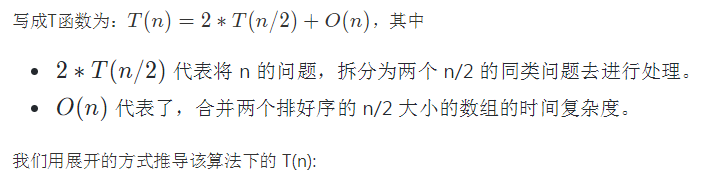 写成T函数为：T(n) = 2 * T(n/2) + O(n)，其中
• 2 * T(n/2) 代表将 n 的问题，拆分为两个 n/2 的同类问题去进行处理。
• O(n) 代表了，合并两个排好序的 n/2 大小的数组的时间复杂度。
我们用展开的方式推导该算法下的 T(n):